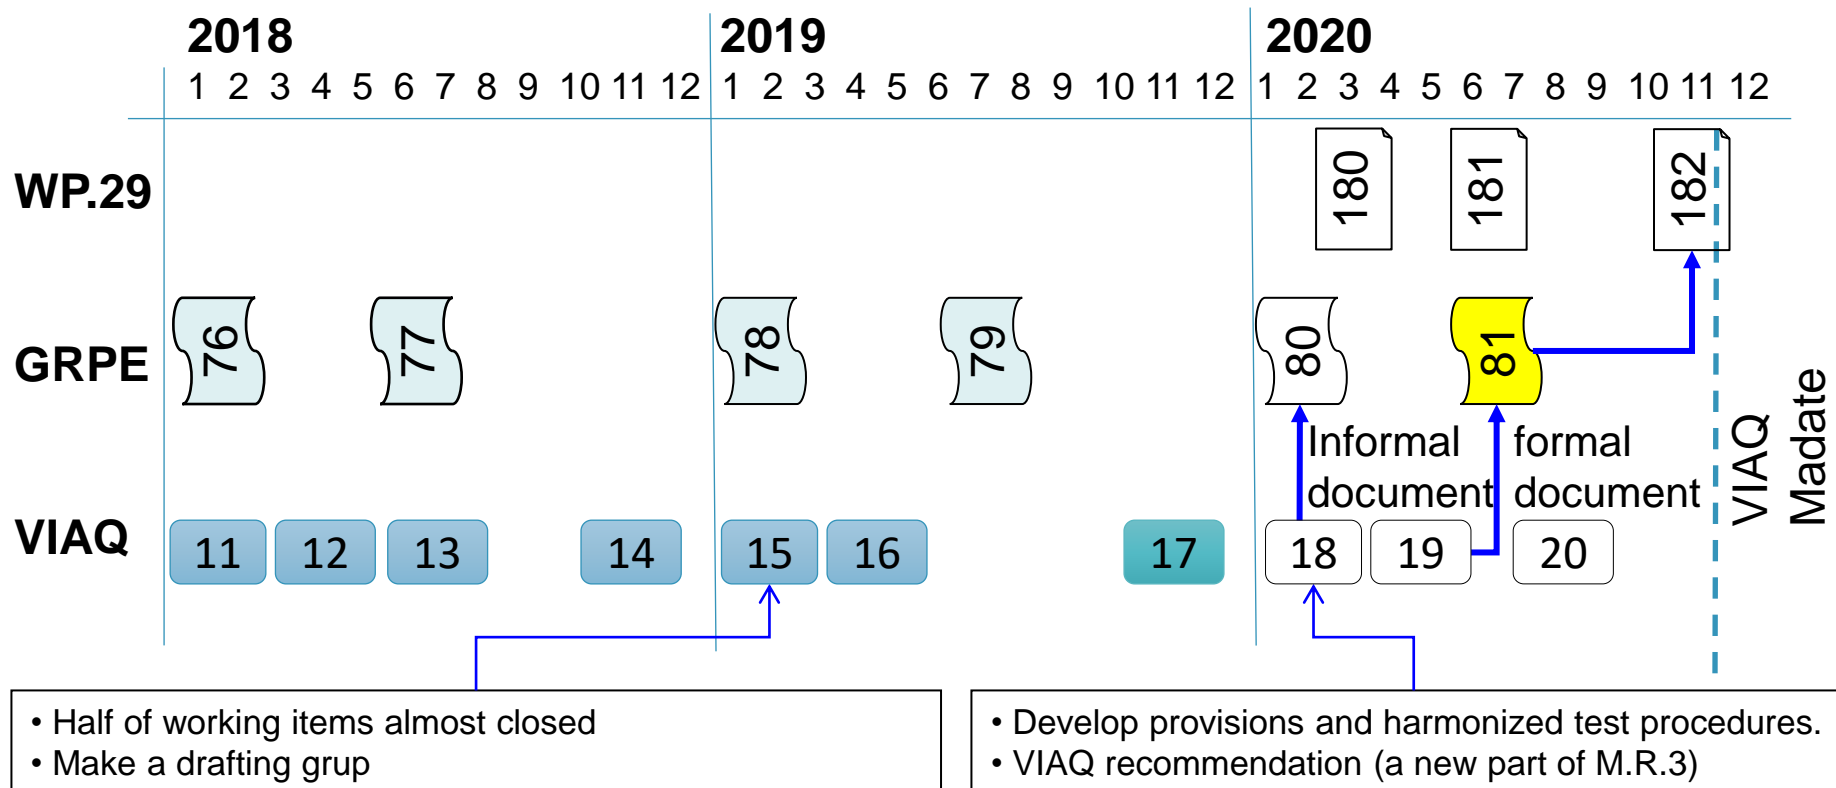 2018 2019 2020
1 2 3 4 5 6 7 8 9 10 11 12 1 2 3 4 5 6 7 8 9 10 11 12 1 2 3 4 5 6 7 8 9 10 11 12
WP.29 180 181 182
GRPE 76 77 78 79 80 81
Informal document
formal document
VIAQ Madate
VIAQ 11 12 13 14 15 16 17 18 19 20
• Half of working items almost closed
• Make a drafting grup
• Develop provisions and harmonized test procedures.
• VIAQ recommendation (a new part of M.R.3)